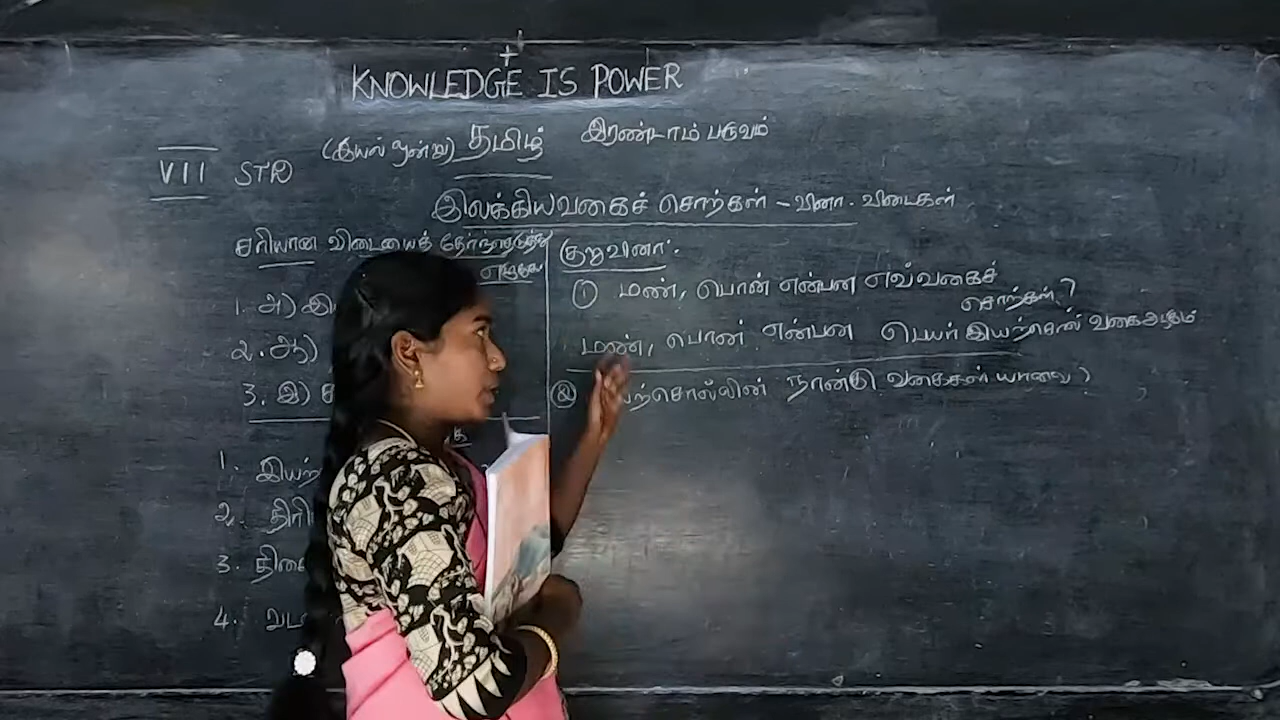 KNOWLEDGE IS POWER
VII STD (இயல் மூன்று) தமிழ் இரண்டாம் பருவம்
இலக்கியவகைச் சொற்கள் - வினா. விடைகள்
சரியான விடையைத் தேர்ந்தெடுத்து
எழுதுக
1. அ)
2. ஆ)
3. இ)
1. இயற்
2. திரி
3. திசை
4. வட
குறுவினா:
① மண், பொன் என்பன எவ்வகைச்
சொற்கள்?
மண், பொன் என்பன பெயர் இயற்சொல் வகை
② யற்சொல்லின் நான்கு வகைகள் யாவை?